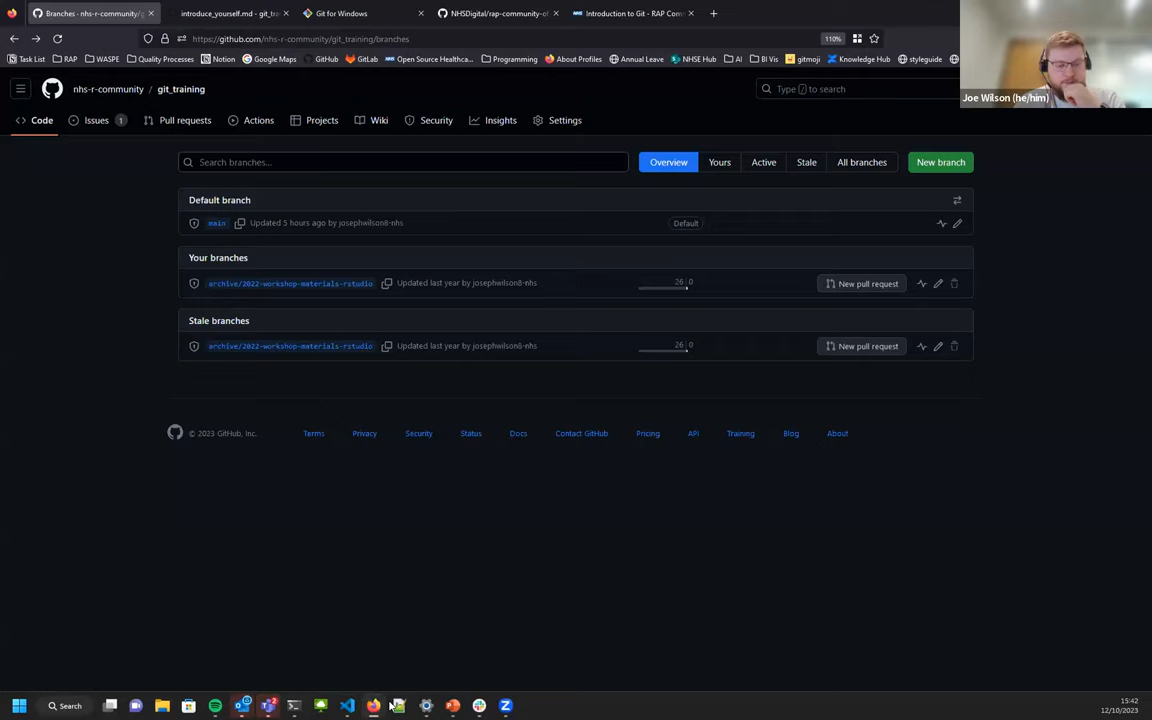 Branches - nhs-r-community/g
introduce_yourself.md - git_tra
Git for Windows
NHSDigital/rap-community-of
Introduction to Git - RAP Com
https://github.com/nhs-r-community/git_training/branches
110%
Task List
RAP
WASPE
Quality Processes
Notion
Google Maps
GitHub
GitLab
Open Source Healthca...
Programming
About Profiles
Annual Leave
NHSE Hub
AI
BI Vis
gitmoji
Knowledge Hub
styleguide
Joe Wilson (he/him)
nhs-r-community / git_training
Type / to search
Code
Issues 1
Pull requests
Actions
Projects
Wiki
Security
Insights
Settings
Search branches...
Overview
Yours
Active
Stale
All branches
New branch
Default branch
main Updated 5 hours ago by josephwilson8-nhs Default
Your branches
archive/2022-workshop-materials-rstudio Updated last year by josephwilson8-nhs 26 0 New pull request
Stale branches
archive/2022-workshop-materials-rstudio Updated last year by josephwilson8-nhs 26 0 New pull request
© 2023 GitHub, Inc.
Terms
Privacy
Security
Status
Docs
Contact GitHub
Pricing
API
Training
Blog
About
Search
15:42
12/10/2023